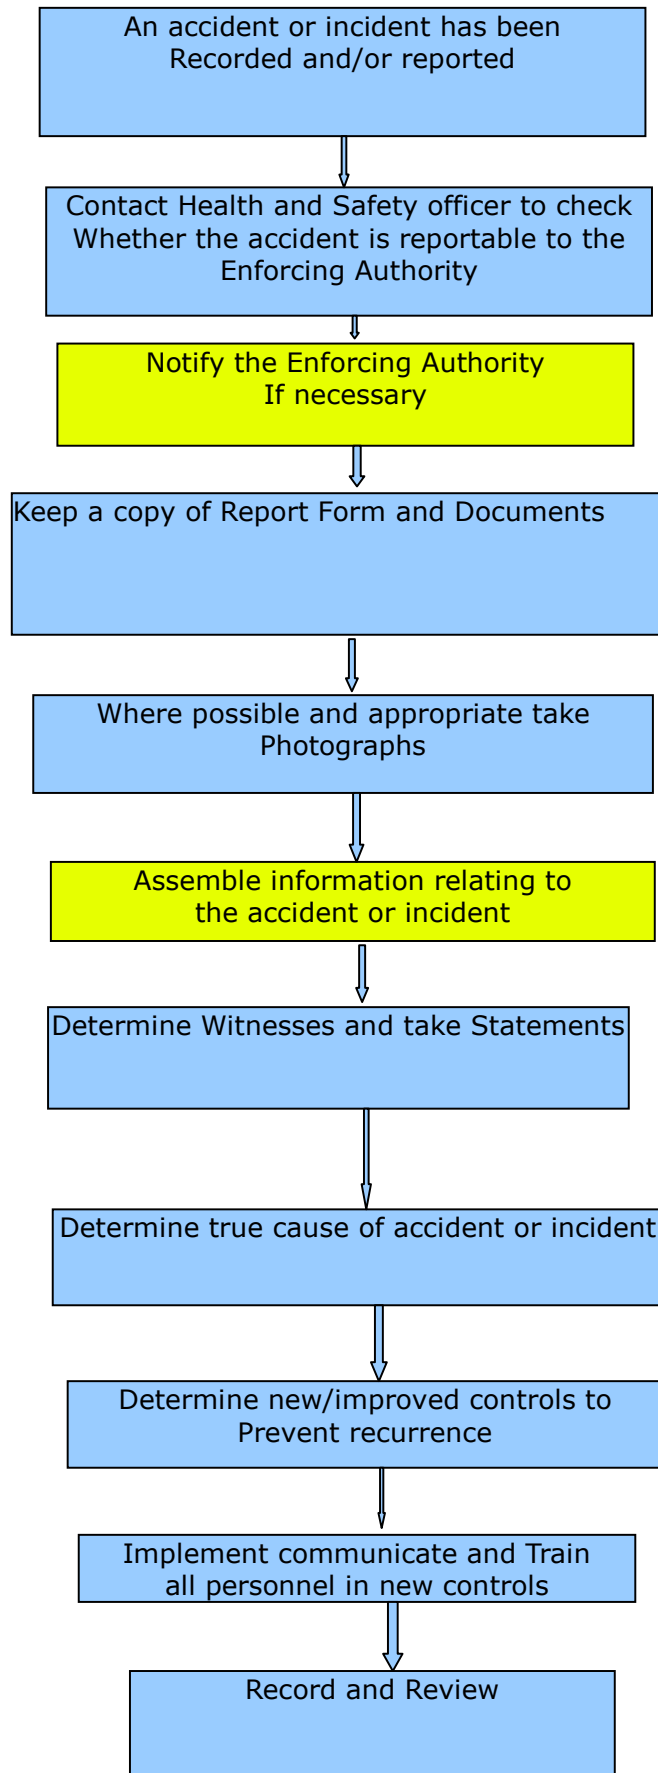 An accident or incident has been
Recorded and/or reported
Contact Health and Safety officer to check
Whether the accident is reportable to the
Enforcing Authority
Notify the Enforcing Authority
If necessary
Keep a copy of Report Form and Documents
Where possible and appropriate take
Photographs
Assemble information relating to
the accident or incident
Determine Witnesses and take Statements
Determine true cause of accident or incident
Determine new/improved controls to
Prevent recurrence
Implement communicate and Train
all personnel in new controls
Record and Review